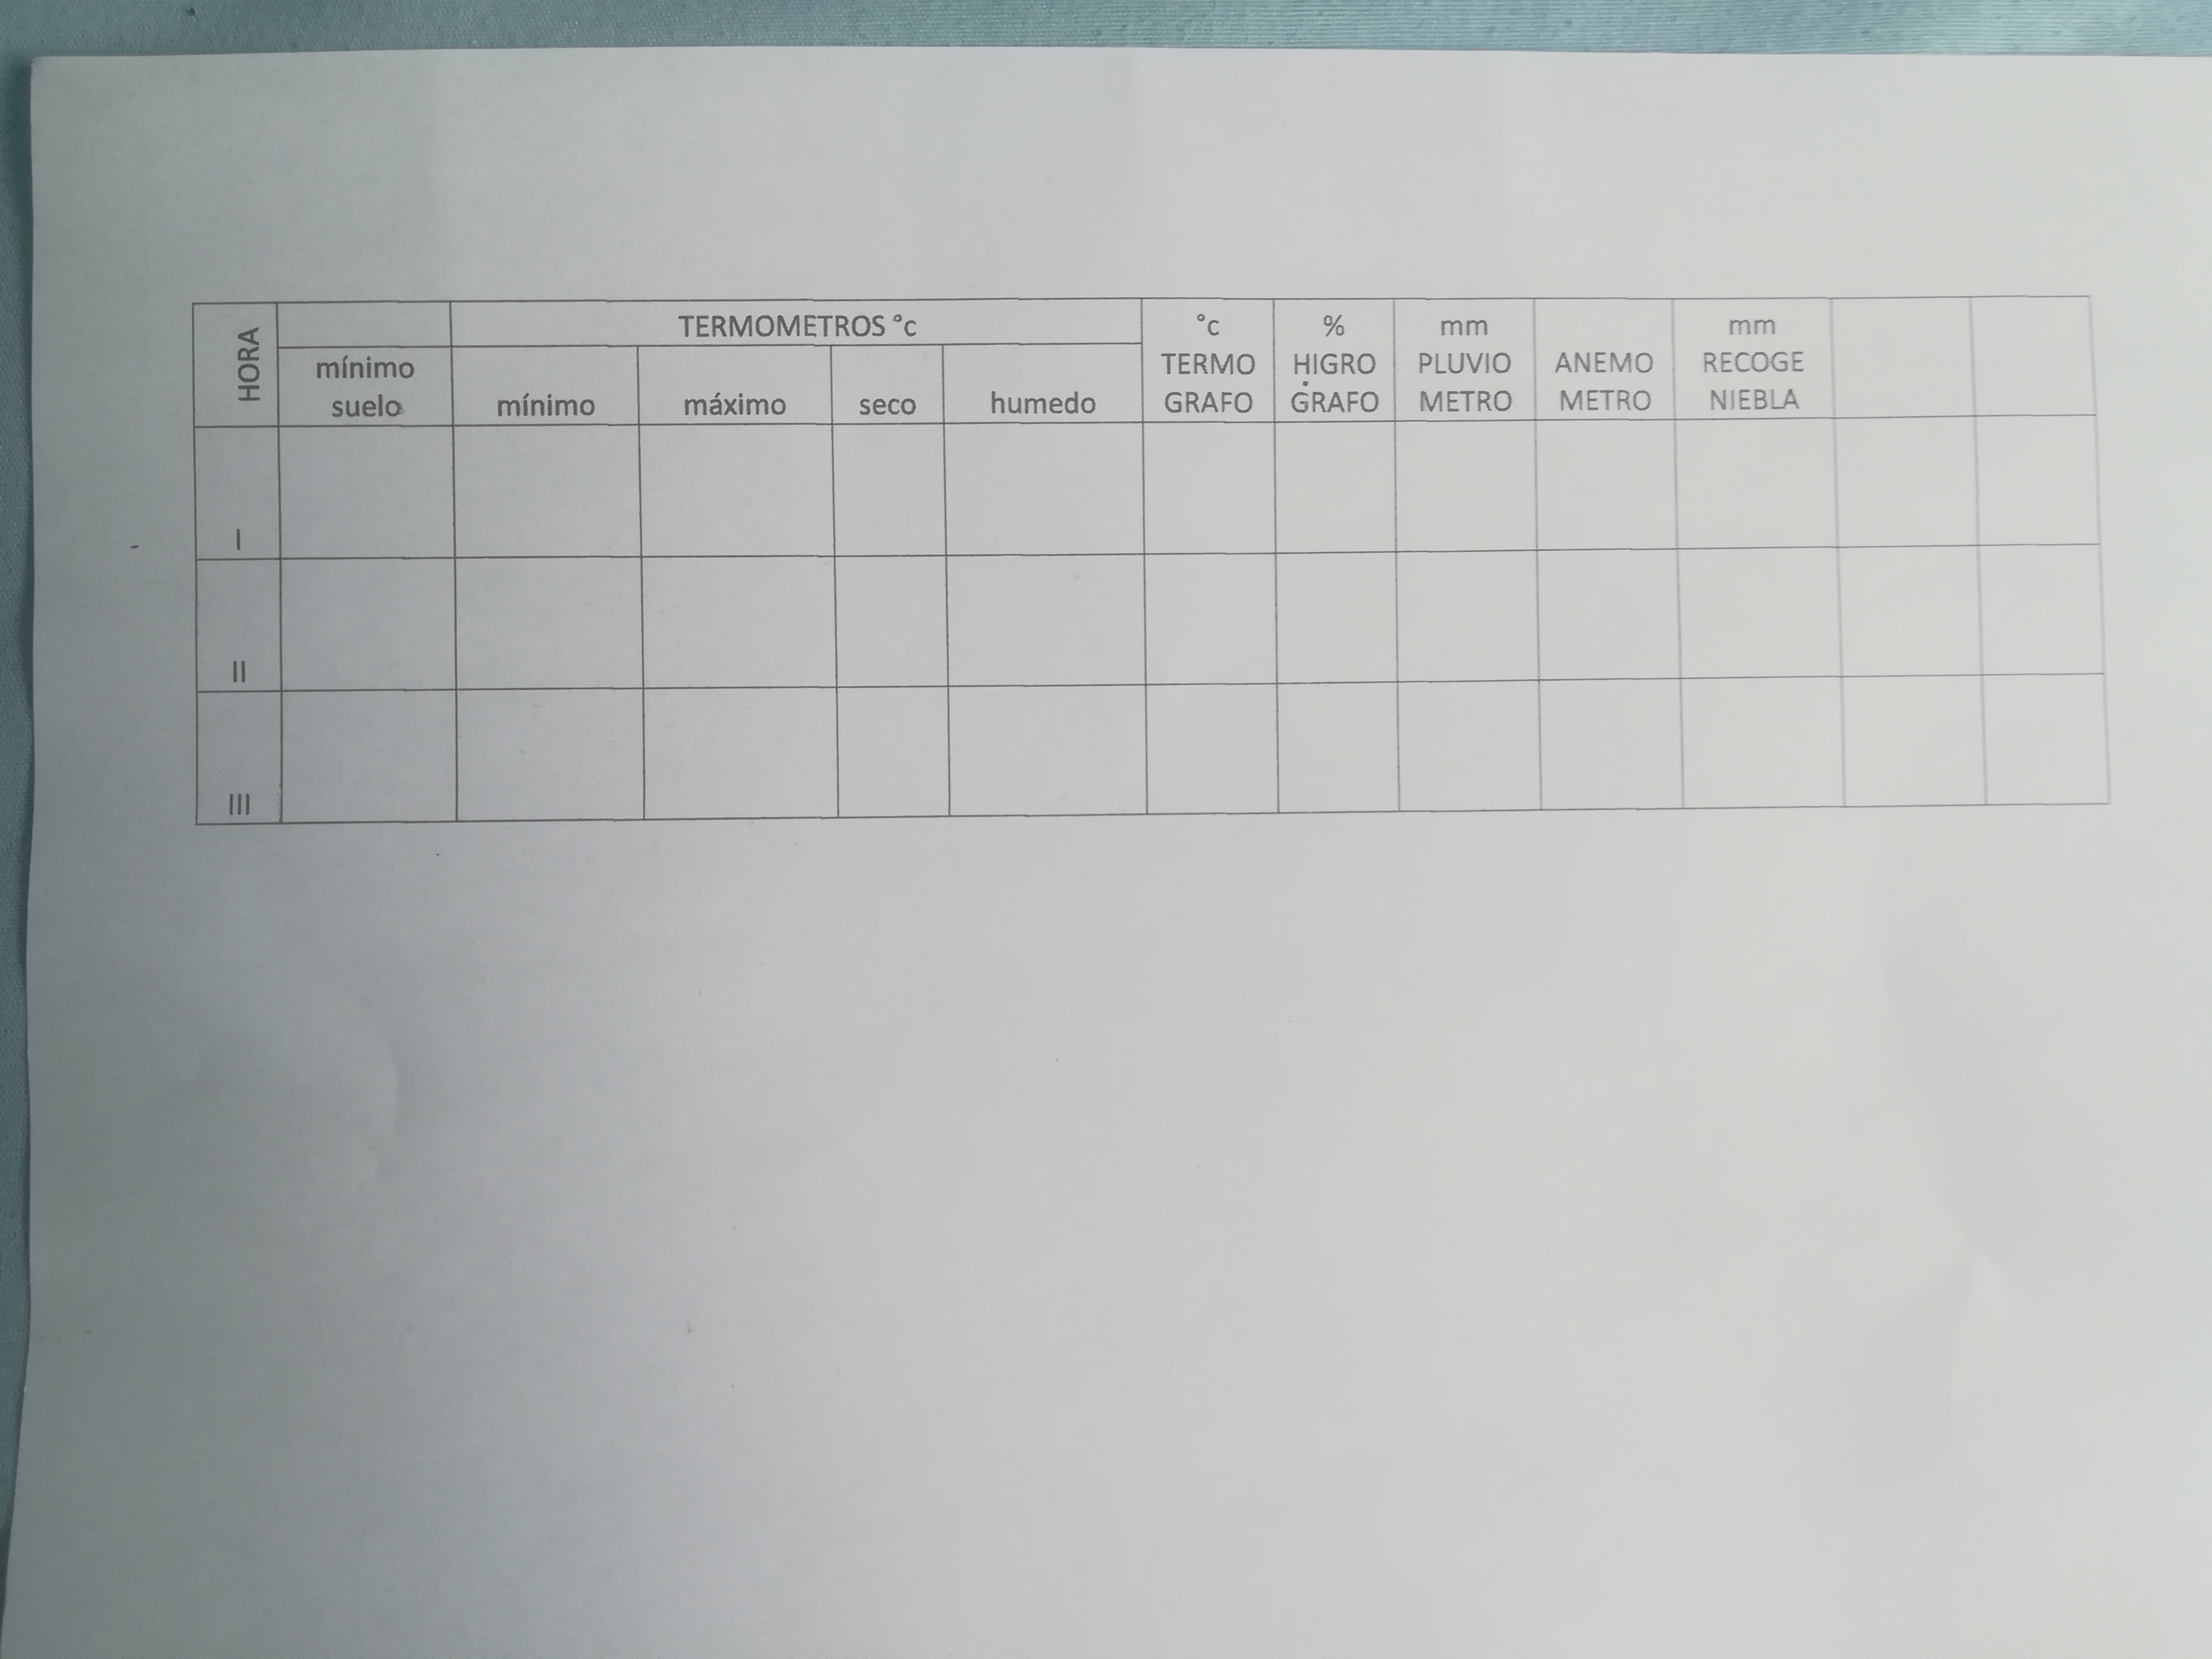 HORA
TERMOMETROS °c
mínimo
suelo
mínimo
máximo
seco
humedo
°c
TERMO
GRAFO
%
HIGRO
GRAFO
mm
PLUVIO
METRO
ANEMO
METRO
mm
RECOGE
NIEBLA
I
II
III